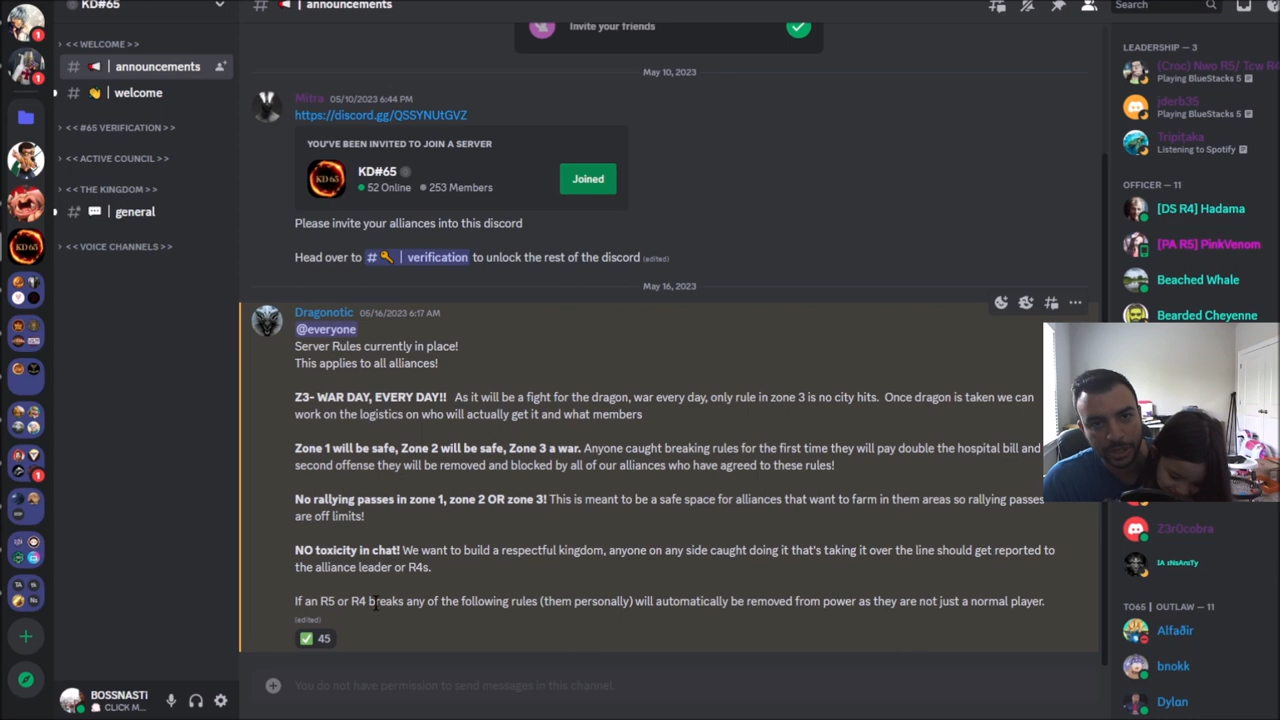 KD#65
# | announcements
Search
<< WELCOME >>
# | announcements
# | welcome
<< #65 VERIFICATION >>
<< ACTIVE COUNCIL >>
<< THE KINGDOM >>
# | general
<< VOICE CHANNELS >>
1
1
1
BOSSNASTI
CLICK M...
Invite your friends
May 10, 2023
Mitra 05/10/2023 6:44 PM
https://discord.gg/QSSYNUtGVZ
YOU'VE BEEN INVITED TO JOIN A SERVER
KD 65
KD#65
52 Online 253 Members
Joined
Please invite your alliances into this discord
Head over to # | verification to unlock the rest of the discord (edited)
May 16, 2023
Dragonotic 05/16/2023 6:17 AM
@everyone
Server Rules currently in place!
This applies to all alliances!
Z3- WAR DAY, EVERY DAY!! As it will be a fight for the dragon, war every day, only rule in zone 3 is no city hits. Once dragon is taken we can
work on the logistics on who will actually get it and what members
Zone 1 will be safe, Zone 2 will be safe, Zone 3 a war. Anyone caught breaking rules for the first time they will pay double the hospital bill and
second offense they will be removed and blocked by all of our alliances who have agreed to these rules!
No rallying passes in zone 1, zone 2 OR zone 3! This is meant to be a safe space for alliances that want to farm in them areas so rallying passes
are off limits!
NO toxicity in chat! We want to build a respectful kingdom, anyone on any side caught doing it that's taking it over the line should get reported to
the alliance leader or R4s.
If an R5 or R4 breaks any of the following rules (them personally) will automatically be removed from power as they are not just a normal player.
(edited)
45
You do not have permission to send messages in this channel.
LEADERSHIP — 3
(Croc) Nwo R5/ Tcw R4
Playing BlueStacks 5
jderb35
Playing BlueStacks 5
Tripitaka
Listening to Spotify
OFFICER — 11
[DS R4] Hadama
[PA R5] PinkVenom
Beached Whale
Bearded Cheyenne
Z3r0cobra
IA ɪNsAnɪTy
TO65 | OUTLAW — 11
Alfaðir
bnokk
Dylan